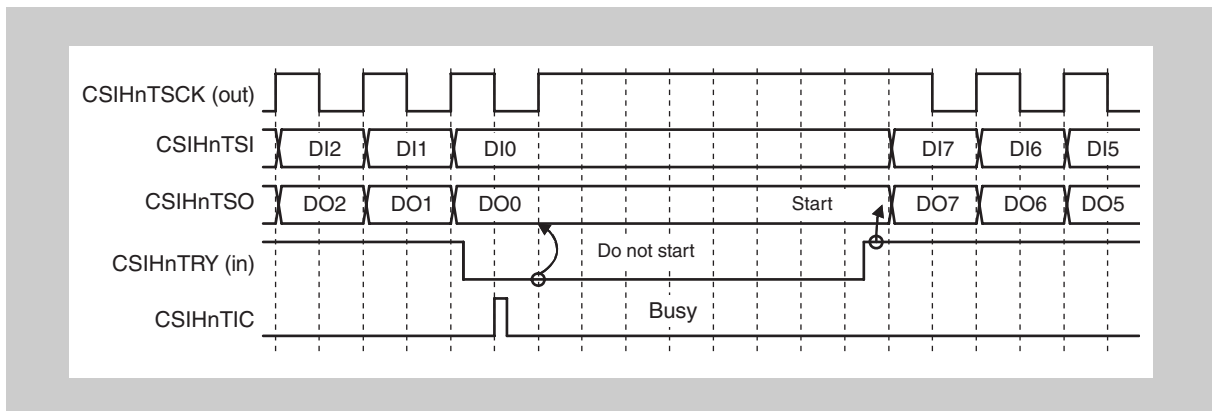 CSIHnTSCK (out)
CSIHnTSI DI2 DI1 DI0 DI7 DI6 DI5
CSIHnTSO DO2 DO1 DO0 Start DO7 DO6 DO5
CSIHnTRY (in) Do not start
CSIHnTIC Busy